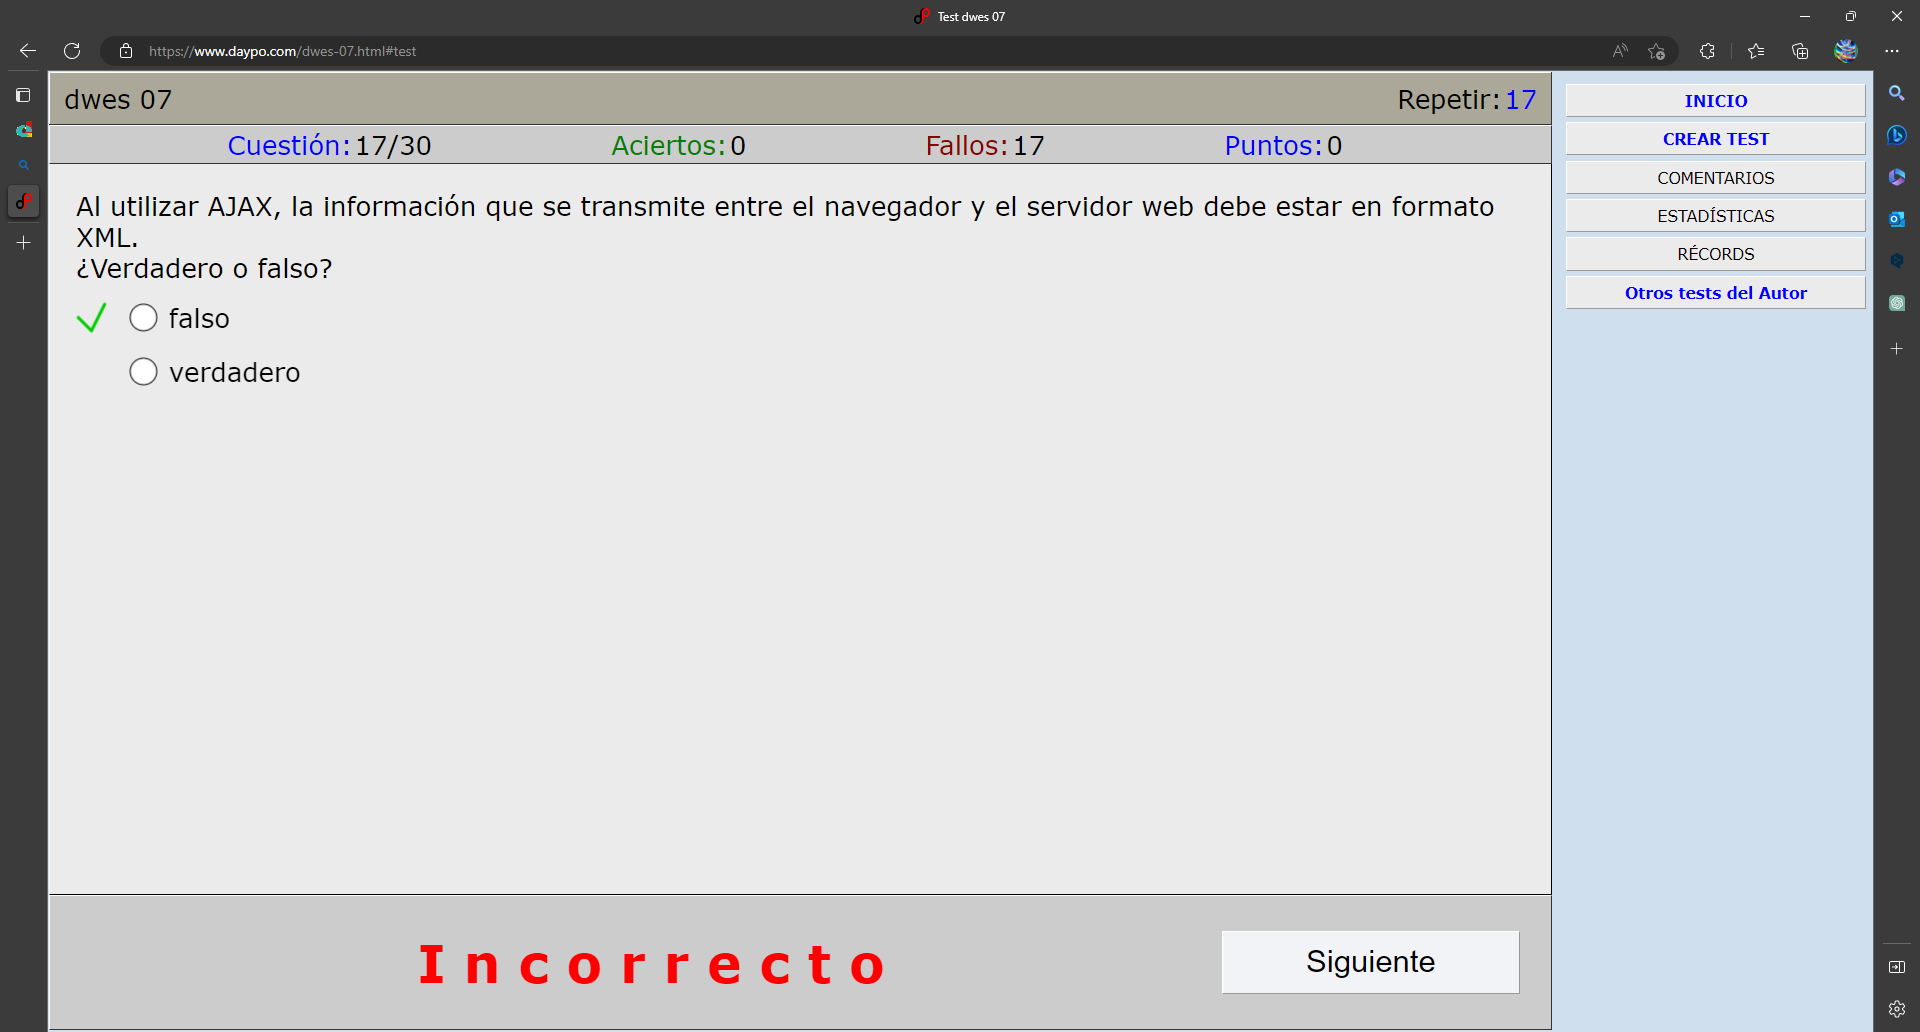 Test dwes 07
https://www.daypo.com/dwes-07.html#test
dwes 07
Repetir: 17
Cuestión: 17/30 Aciertos: 0 Fallos: 17 Puntos: 0
Al utilizar AJAX, la información que se transmite entre el navegador y el servidor web debe estar en formato
XML.
¿Verdadero o falso?
falso
verdadero
Incorrecto
Siguiente
INICIO
CREAR TEST
COMENTARIOS
ESTADÍSTICAS
RÉCORDS
Otros tests del Autor